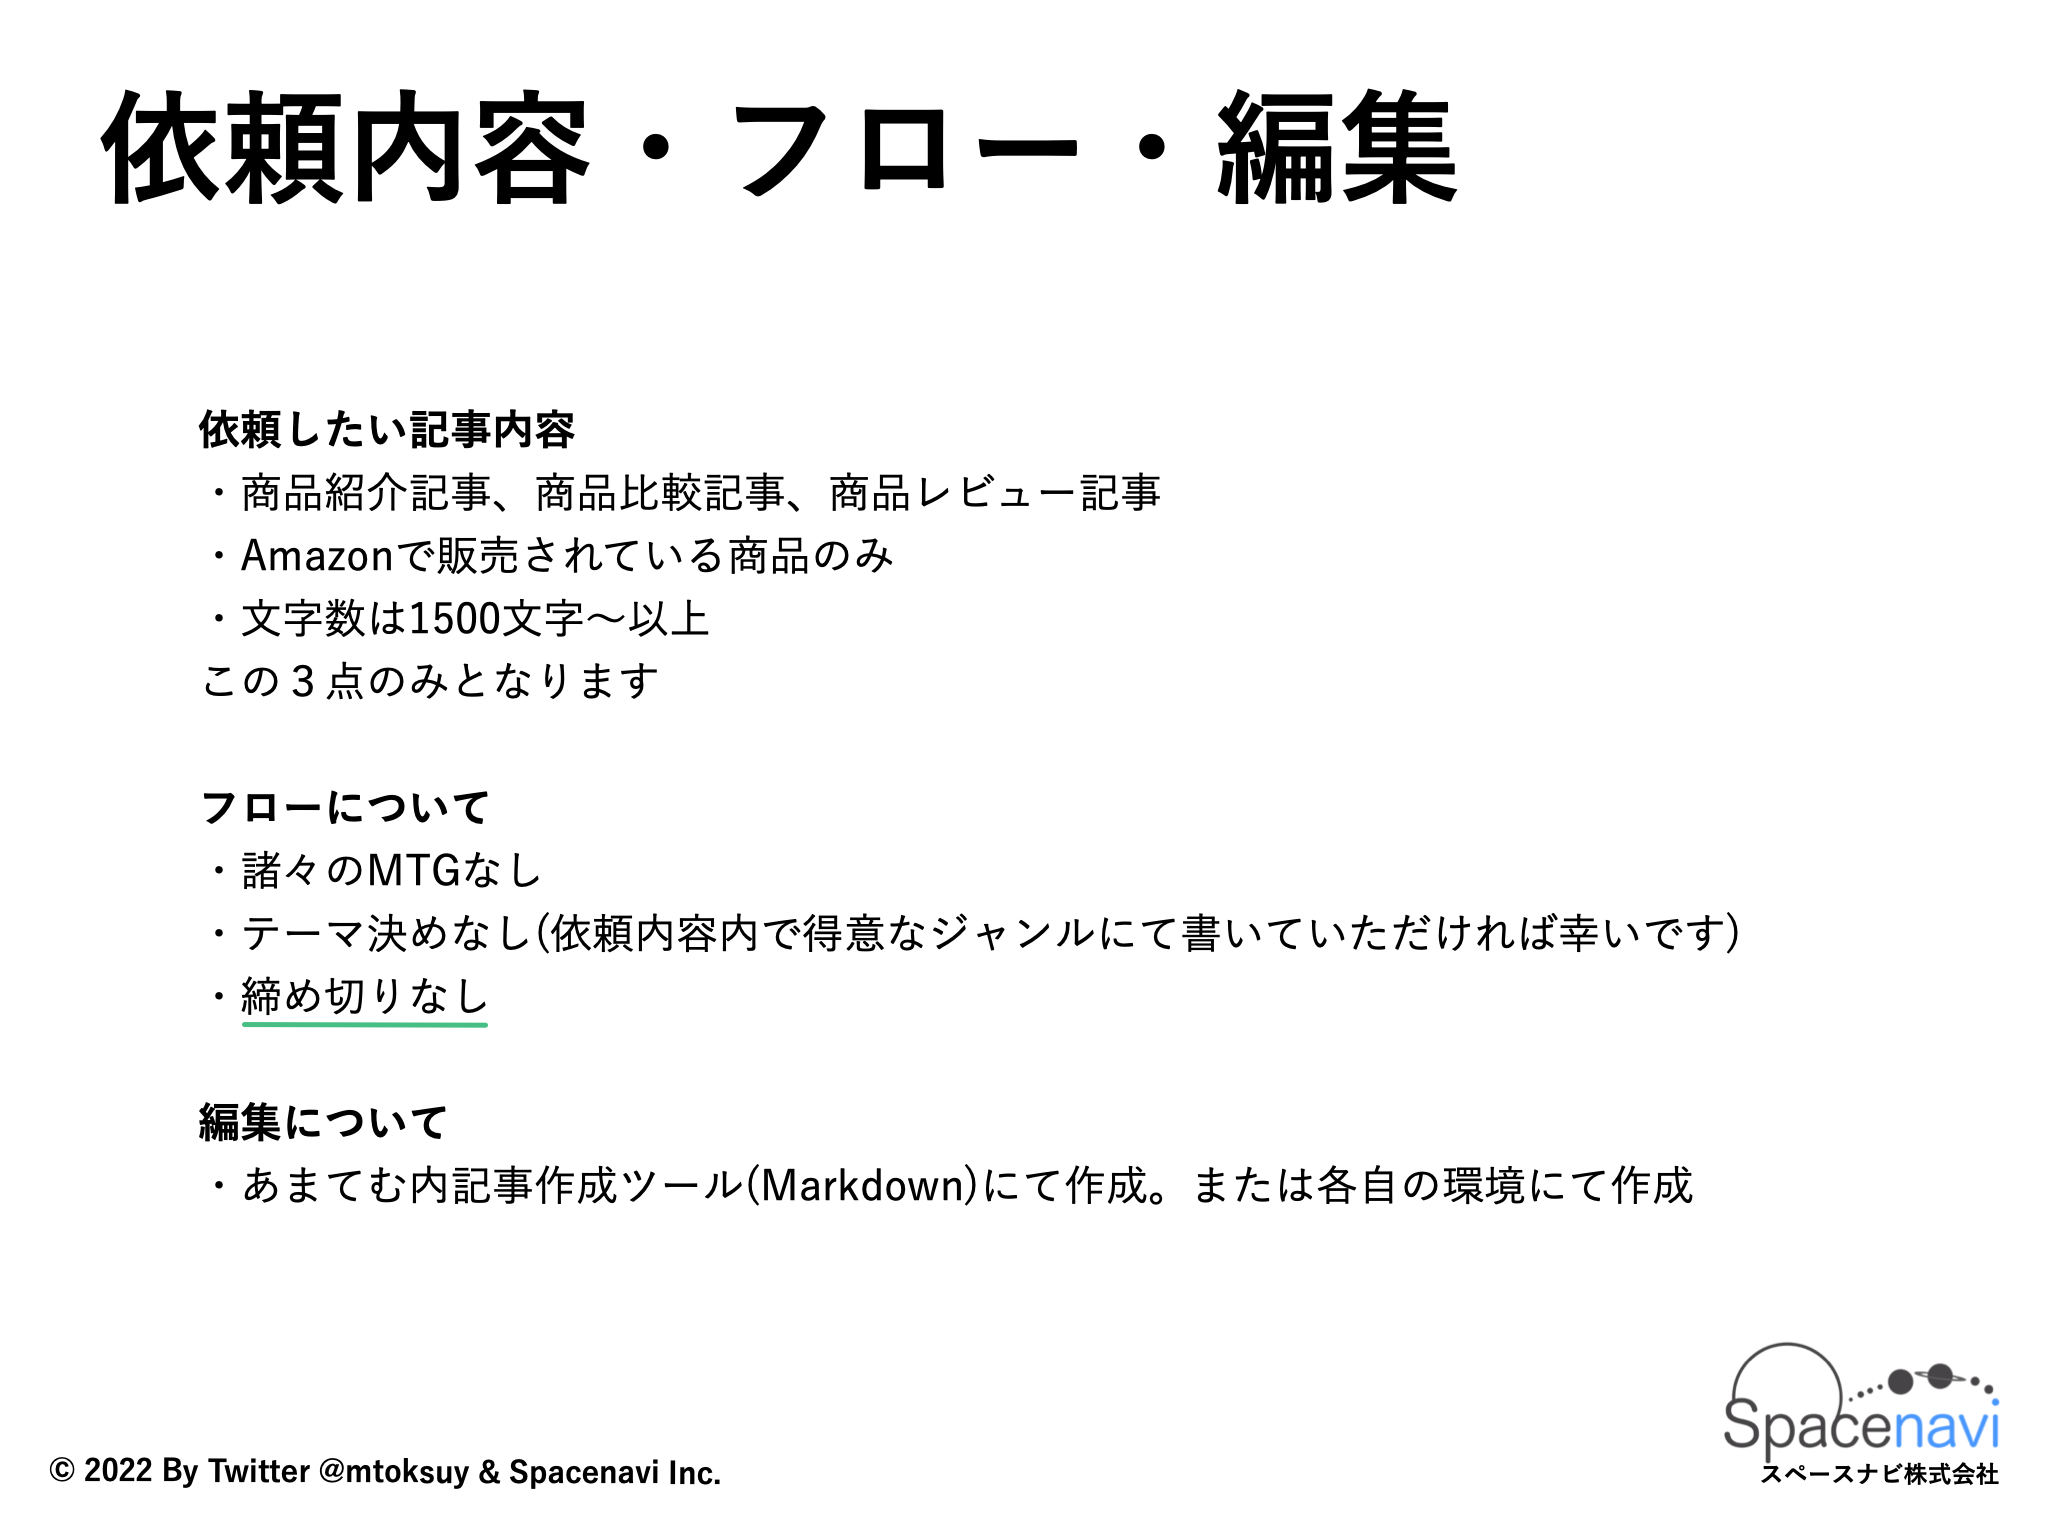 依頼内容・フロー・編集
依頼したい記事内容
・商品紹介記事、商品比較記事、商品レビュー記事
・Amazonで販売されている商品のみ
・文字数は1500文字〜以上
この３点のみとなります
フローについて
・諸々のMTGなし
・テーマ決めなし(依頼内容内で得意なジャンルにて書いていただければ幸いです)
・締め切りなし
編集について
・あまてむ内記事作成ツール(Markdown)にて作成。または各自の環境にて作成
Spacenavi
スペースナビ株式会社
© 2022 By Twitter @mtoksuy & Spacenavi Inc.